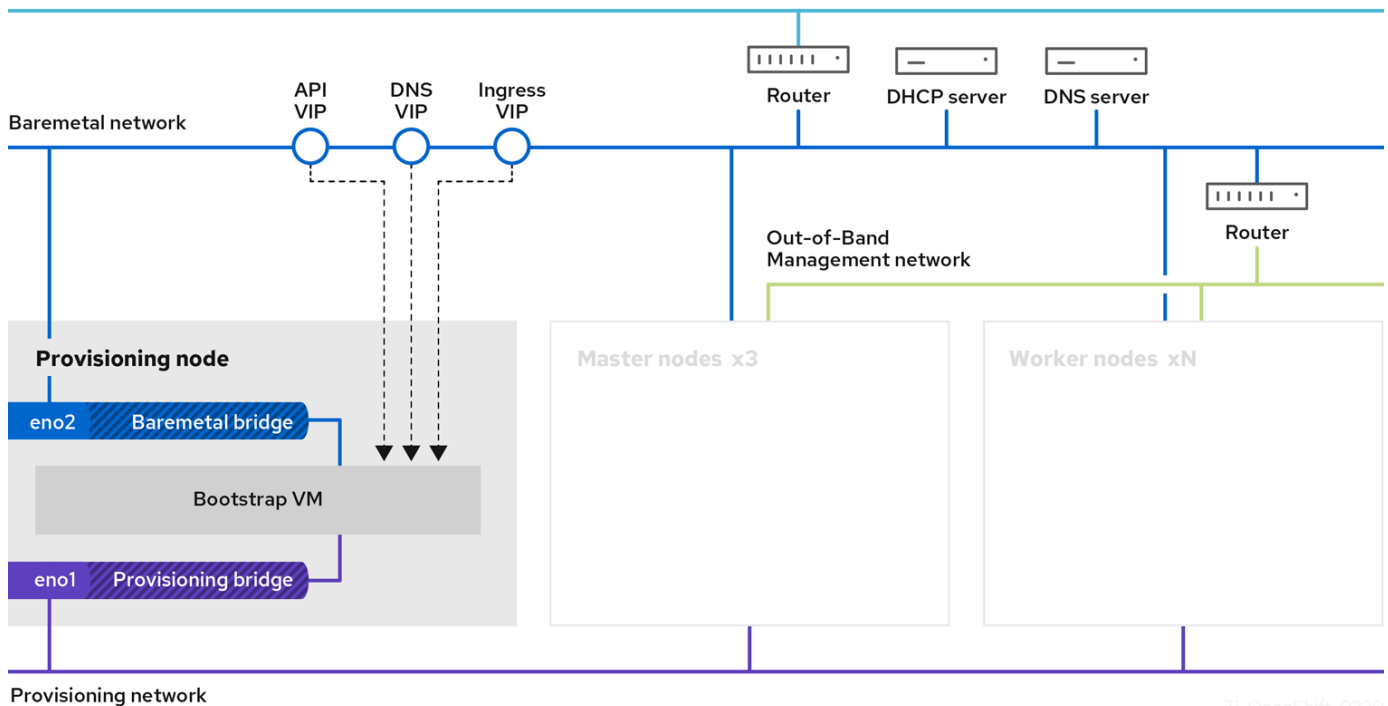 API
VIP
DNS
VIP
Ingress
VIP
Router
DHCP server
DNS server
Baremetal network
Router
Out-of-Band
Management network
Provisioning node
Master nodes x3
Worker nodes xN
eno2
Baremetal bridge
Bootstrap VM
eno1
Provisioning bridge
Provisioning network